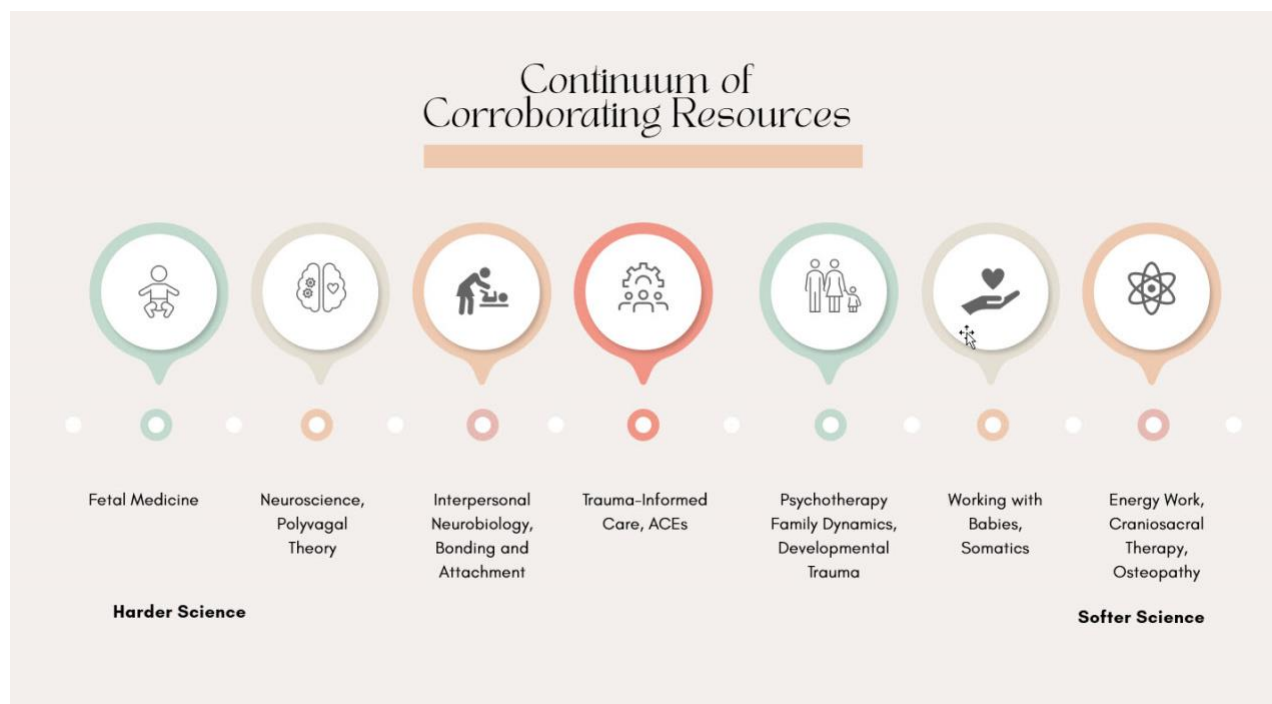 Continuum of
Corroborating Resources
Fetal Medicine
Neuroscience,
Polyvagal
Theory
Interpersonal
Neurobiology,
Bonding and
Attachment
Trauma-Informed
Care, ACEs
Psychotherapy
Family Dynamics,
Developmental
Trauma
Working with
Babies,
Somatics
Energy Work,
Craniosacral
Therapy,
Osteopathy
Harder Science
Softer Science